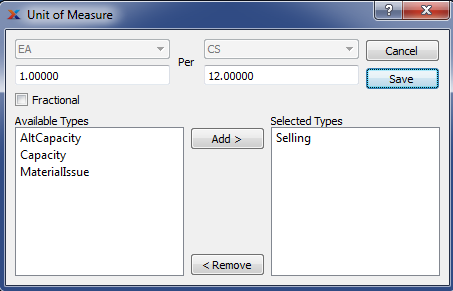 Unit of Measure
EA
Per
CS
Cancel
1.00000
12.00000
Save
Fractional
Available Types
Selected Types
AltCapacity
Capacity
MaterialIssue
Add >
Selling
< Remove